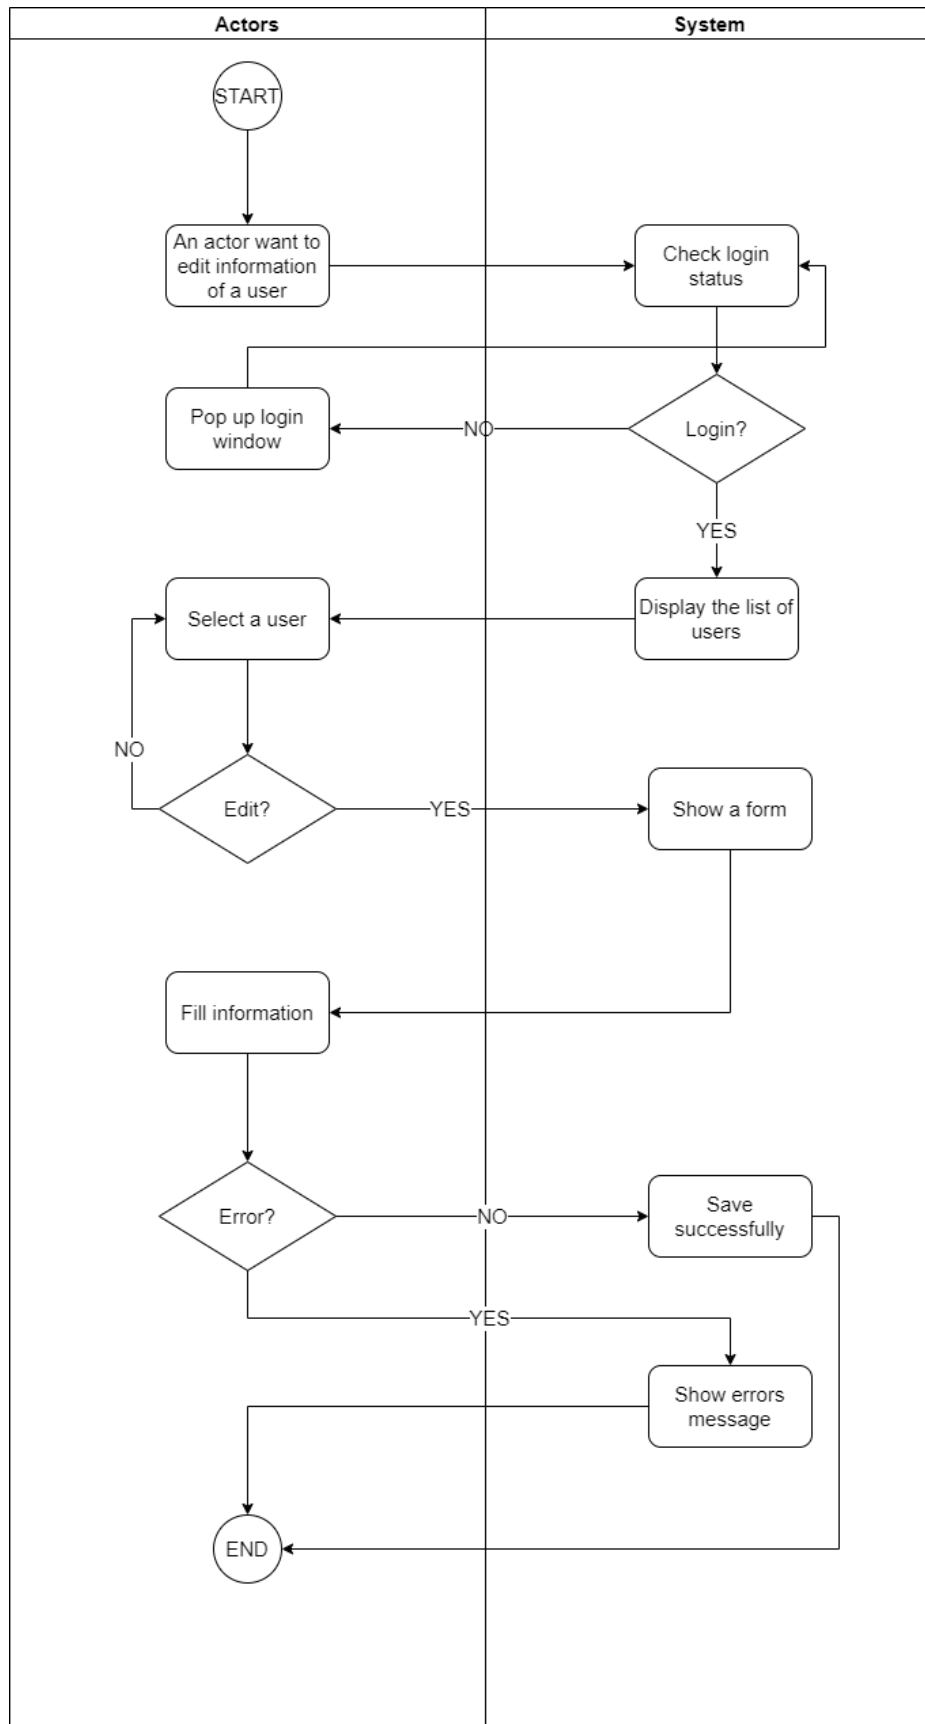 Actors
System
START
An actor want to
edit information
of a user
Check login
status
Pop up login
window
NO
Login?
YES
Select a user
Display the list of
users
NO
Edit?
YES
Show a form
Fill information
Error?
NO
Save
successfully
YES
Show errors
message
END